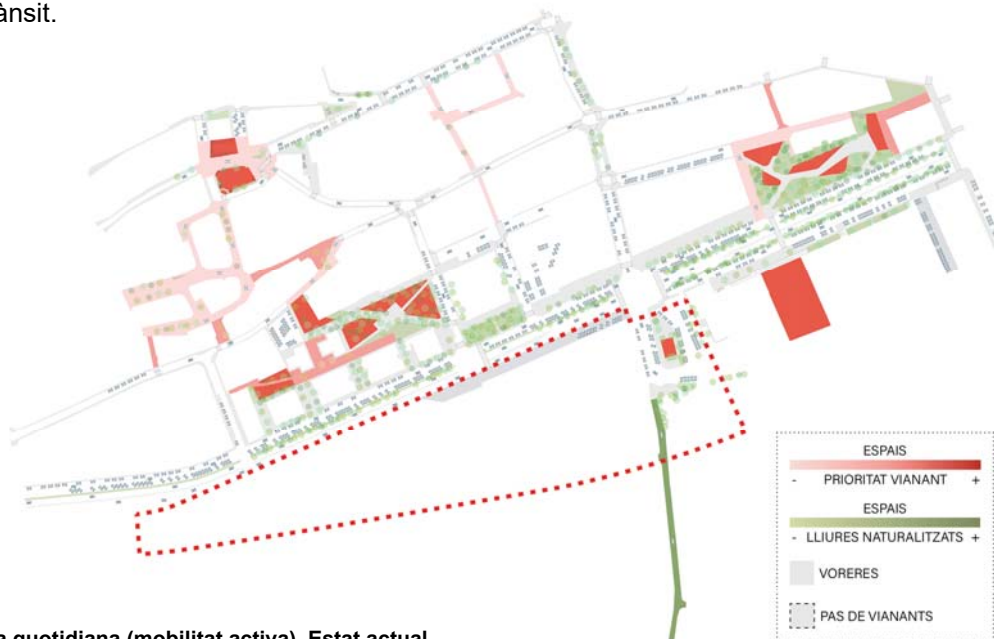 ànsit.
ESPAIS
- PRIORITAT VIANANT +
ESPAIS
- LLIURES NATURALITZATS +
VORERES
PAS DE VIANANTS
a quotidiana (mobilitat activa). Estat actual